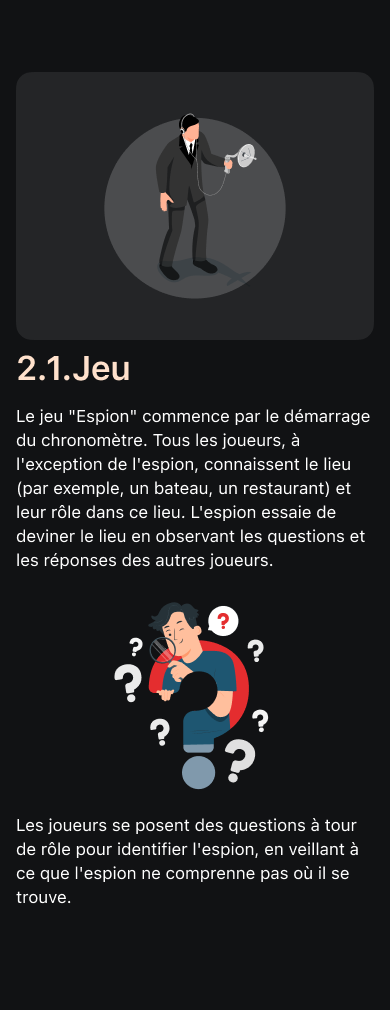 2.1.Jeu
Le jeu "Espion" commence par le démarrage
du chronomètre. Tous les joueurs, à
l'exception de l'espion, connaissent le lieu
(par exemple, un bateau, un restaurant) et
leur rôle dans ce lieu. L'espion essaie de
deviner le lieu en observant les questions et
les réponses des autres joueurs.
Les joueurs se posent des questions à tour
de rôle pour identifier l'espion, en veillant à
ce que l'espion ne comprenne pas où il se
trouve.